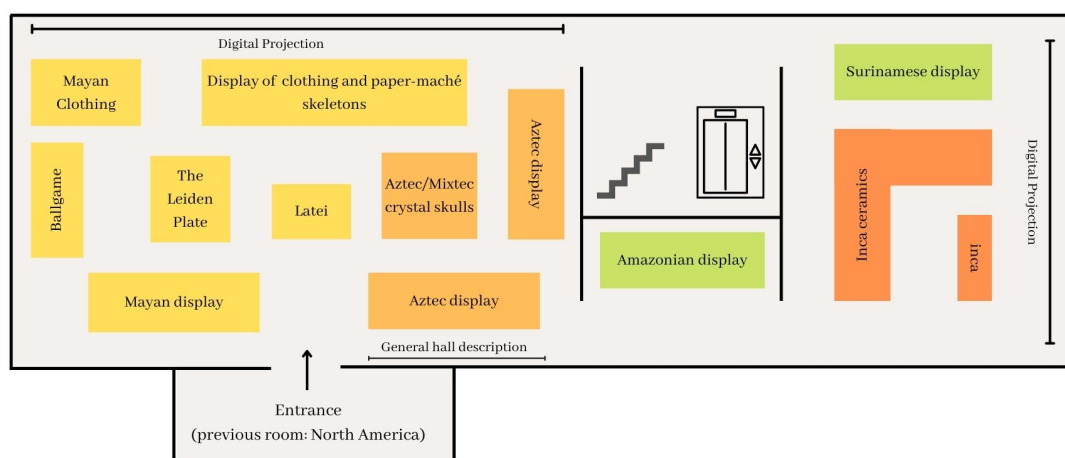 Digital Projection
Mayan
Clothing
Display of clothing and paper-maché
skeletons
Aztec display
Surinamese display
Digital Projection
Ballgame
The
Leiden
Plate
Latei
Aztec/Mixtec
crystal skulls
Inca ceramics
inca
Amazonian display
Mayan display
Aztec display
General hall description
Entrance
(previous room: North America)